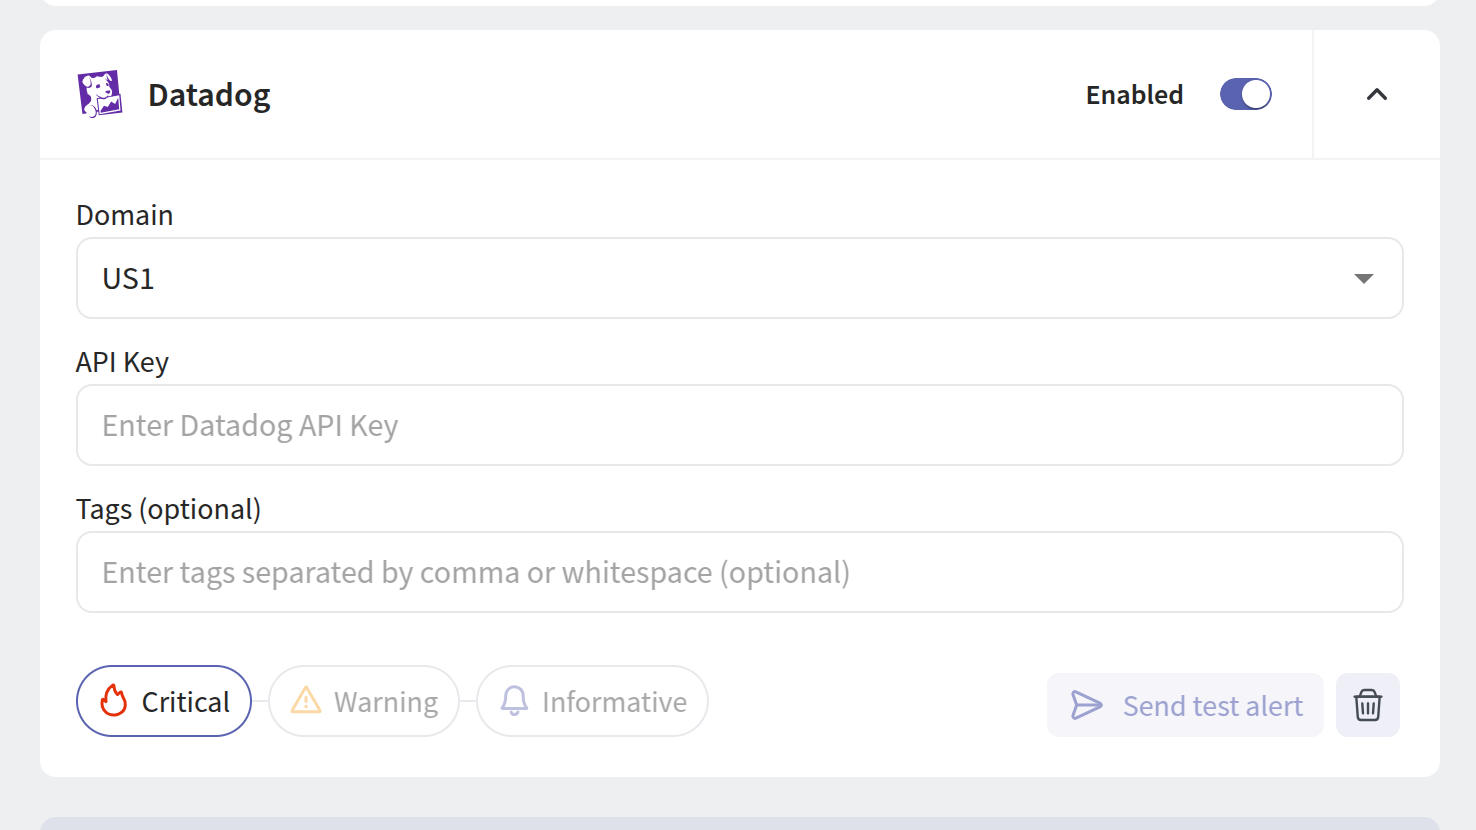 Datadog
Enabled
Domain
US1
API Key
Enter Datadog API Key
Tags (optional)
Enter tags separated by comma or whitespace (optional)
Critical
Warning
Informative
Send test alert